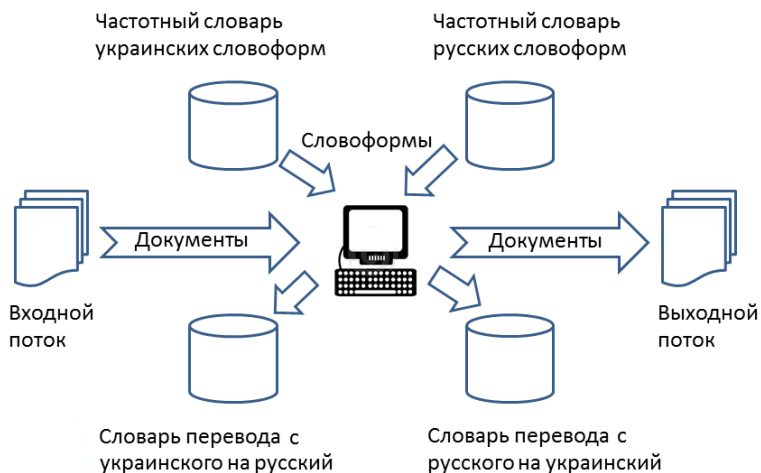 Частотный словарь
украинских словоформ
Частотный словарь
русских словоформ
Словоформы
Документы
Документы
Входной
поток
Выходной
поток
Словарь перевода с
украинского на русский
Словарь перевода с
русского на украинский